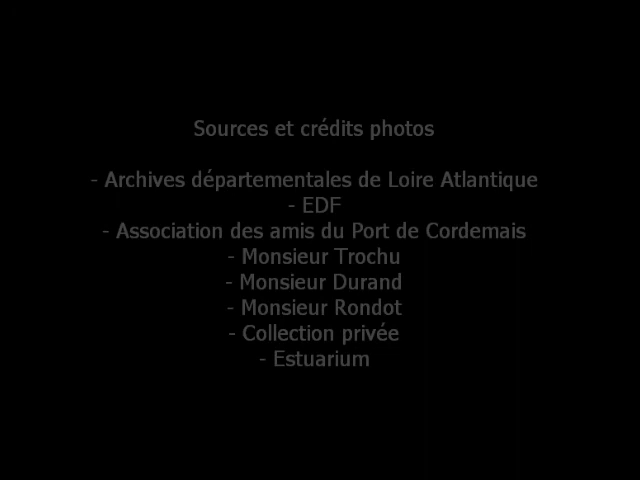 Sources et crédits photos
- Archives départementales de Loire Atlantique
- EDF
- Association des amis du Port de Cordemais
- Monsieur Trochu
- Monsieur Durand
- Monsieur Rondot
- Collection privée
- Estuarium